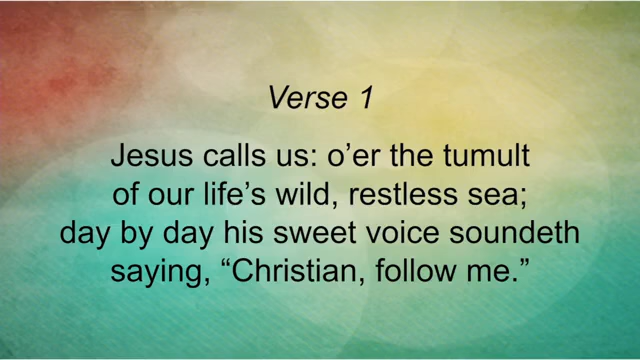 Verse 1
Jesus calls us: o’er the tumult
of our life’s wild, restless sea;
day by day his sweet voice soundeth
saying, “Christian, follow me.”